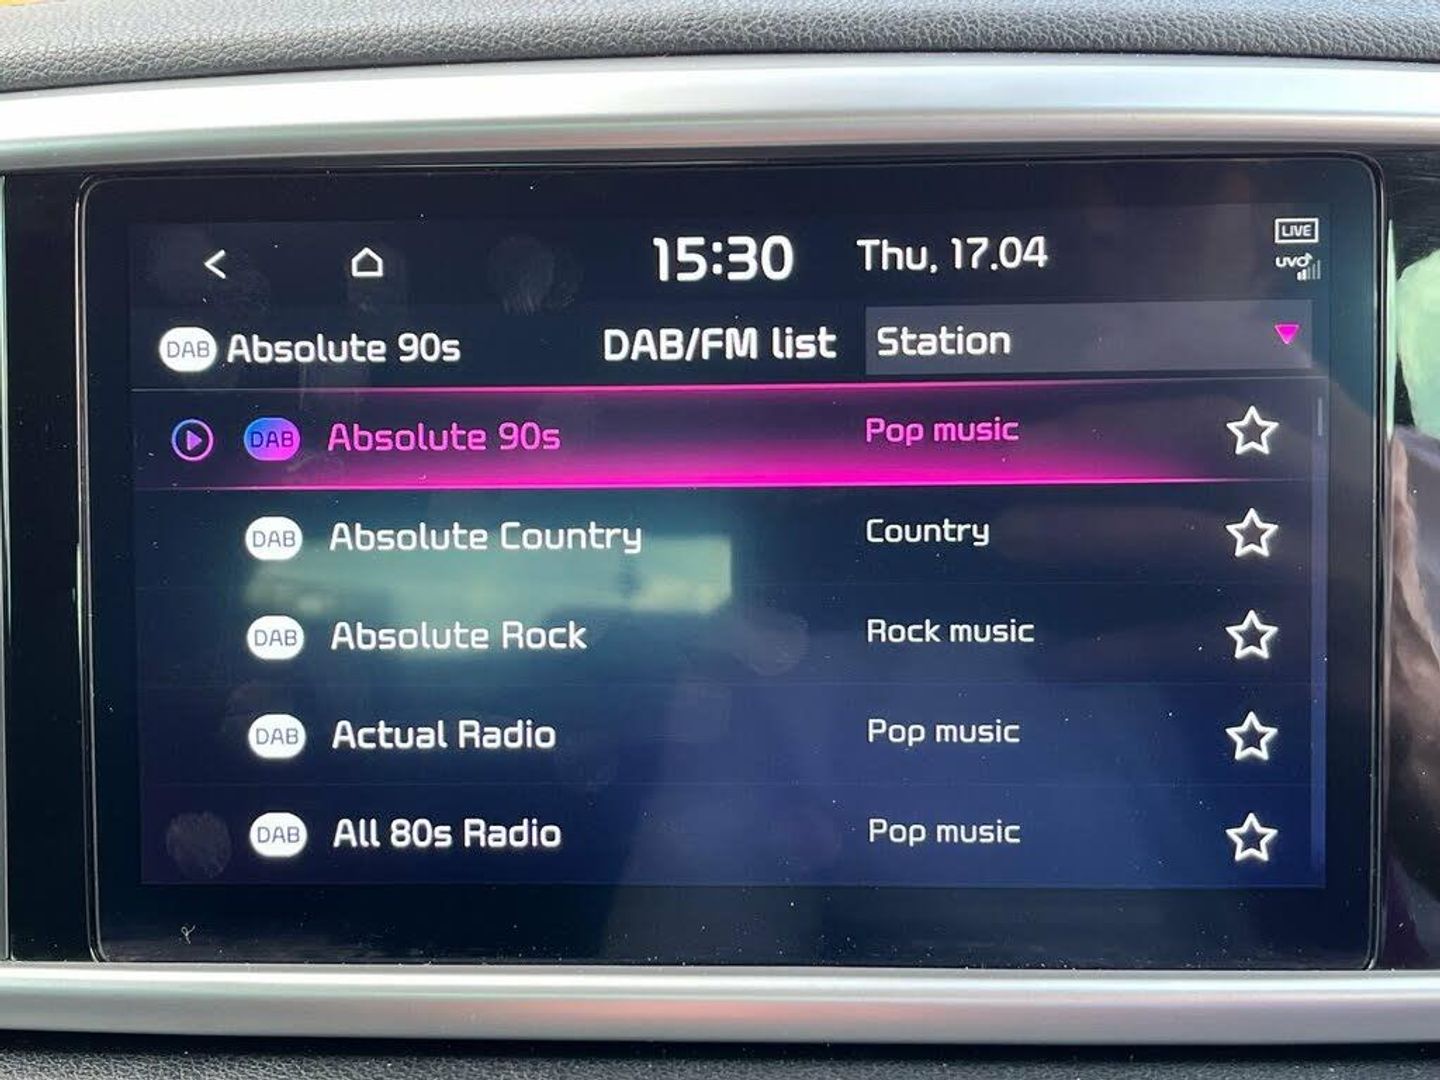 15:30 Thu, 17.04 LIVE
UVO
DAB Absolute 90s DAB/FM list Station
DAB Absolute 90s Pop music
DAB Absolute Country Country
DAB Absolute Rock Rock music
DAB Actual Radio Pop music
DAB All 80s Radio Pop music